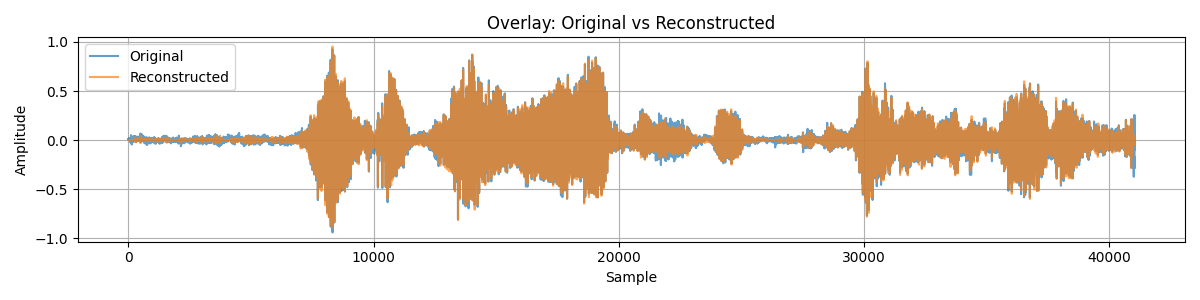 Overlay: Original vs Reconstructed
Original
Reconstructed
1.0
0.5
0.0
−0.5
−1.0
Amplitude
0 10000 20000 30000 40000
Sample